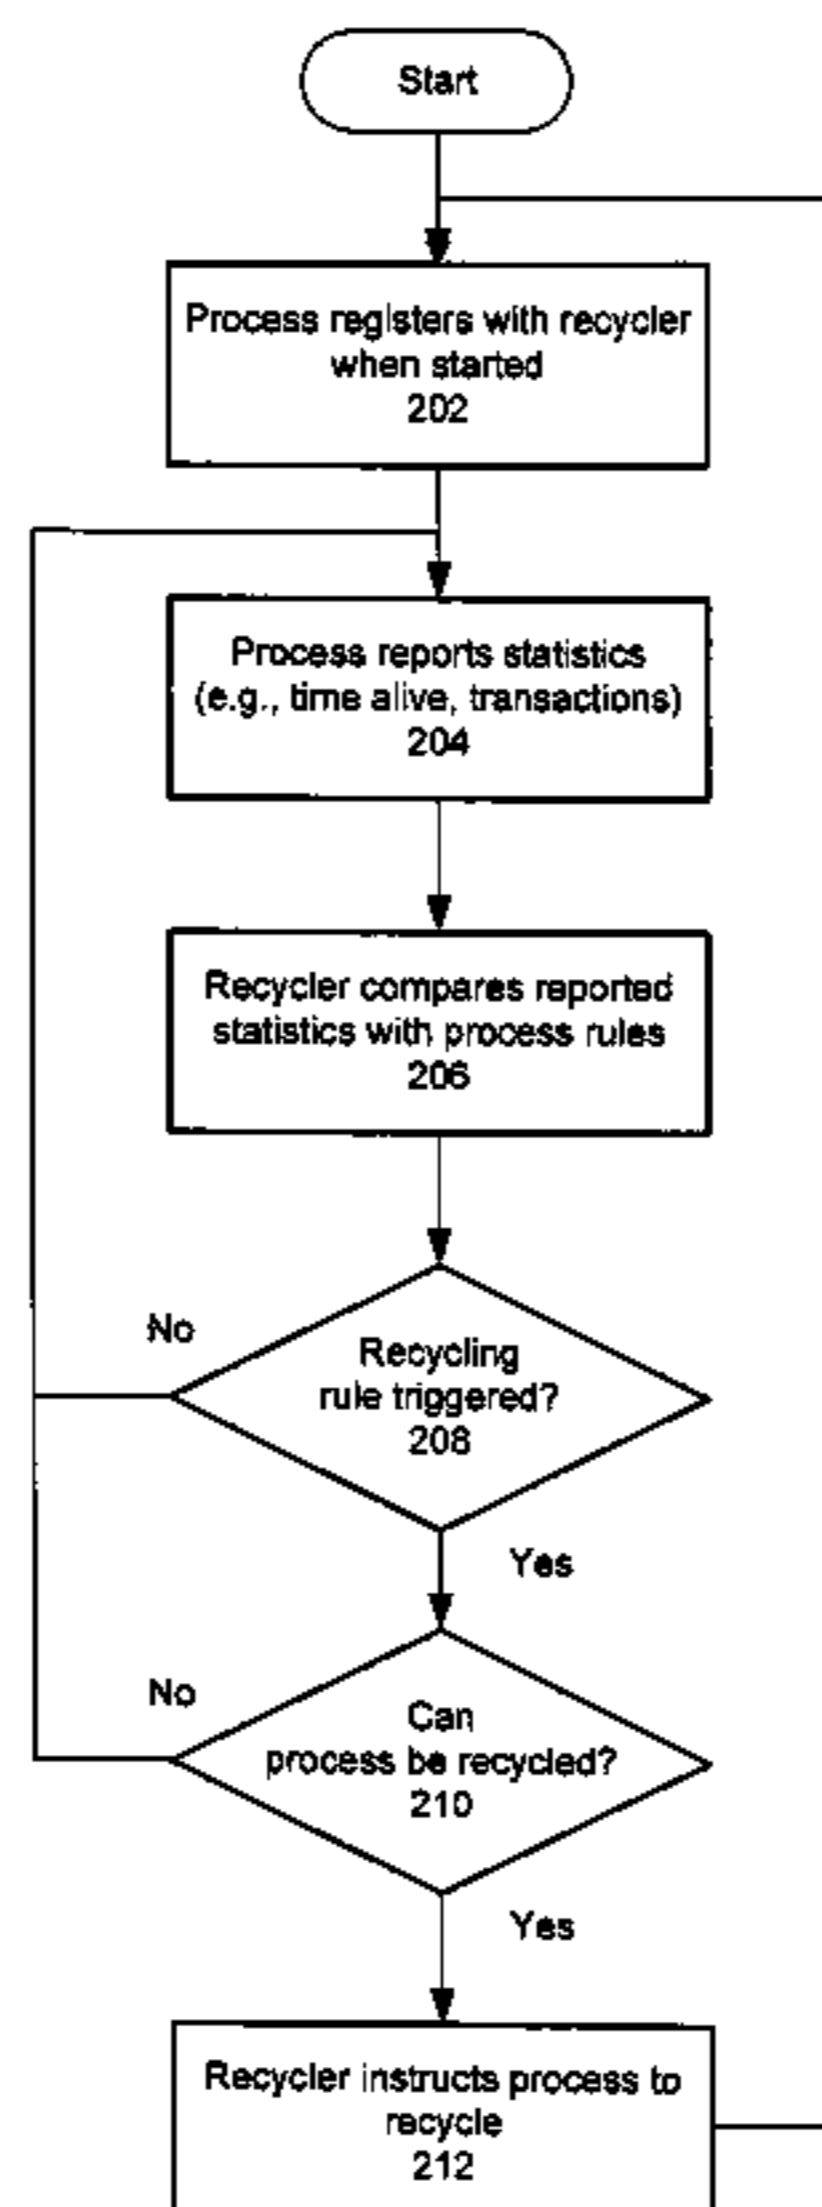 Start
Process registers with recycler
when started
202
Process reports statistics
(e.g., time alive, transactions)
204
Recycler compares reported
statistics with process rules
206
No
Recycling
rule triggered?
208
Yes
No
Can
process be recycled?
210
Yes
Recycler instructs process to
recycle
212